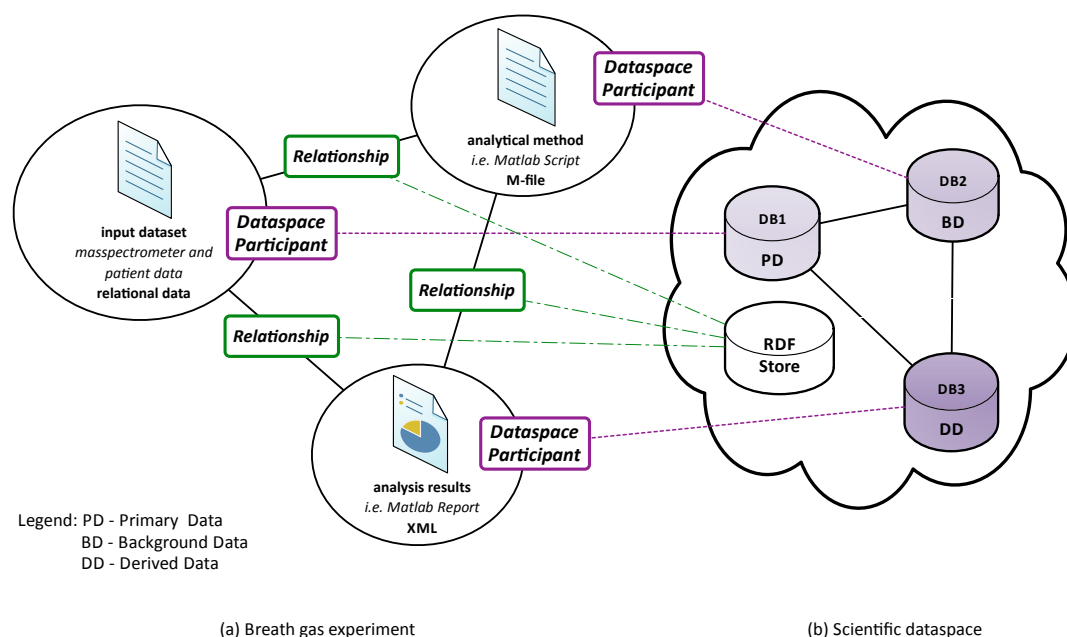 Dataspace
Participant
analytical method
i.e. Matlab Script
M-file
Relationship
input dataset
masspectrometer and
patient data
relational data
Dataspace
Participant
Relationship
Relationship
analysis results
i.e. Matlab Report
XML
Dataspace
Participant
DB2
BD
DB1
PD
RDF
Store
DB3
DD
Legend: PD - Primary Data
BD - Background Data
DD - Derived Data
(a) Breath gas experiment
(b) Scientific dataspace